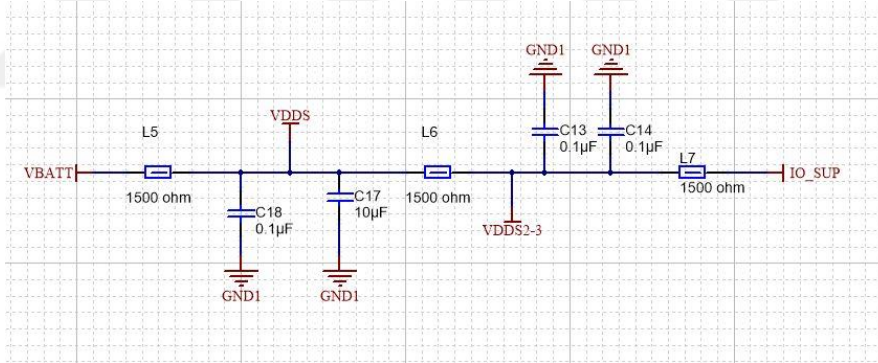 GND1 GND1
VDDS
L5
L6
C13
0.1µF
C14
0.1µF
L7
VBATT
IO_SUP
1500 ohm
C17
10µF
1500 ohm
1500 ohm
C18
0.1µF
VDDS2-3
GND1 GND1